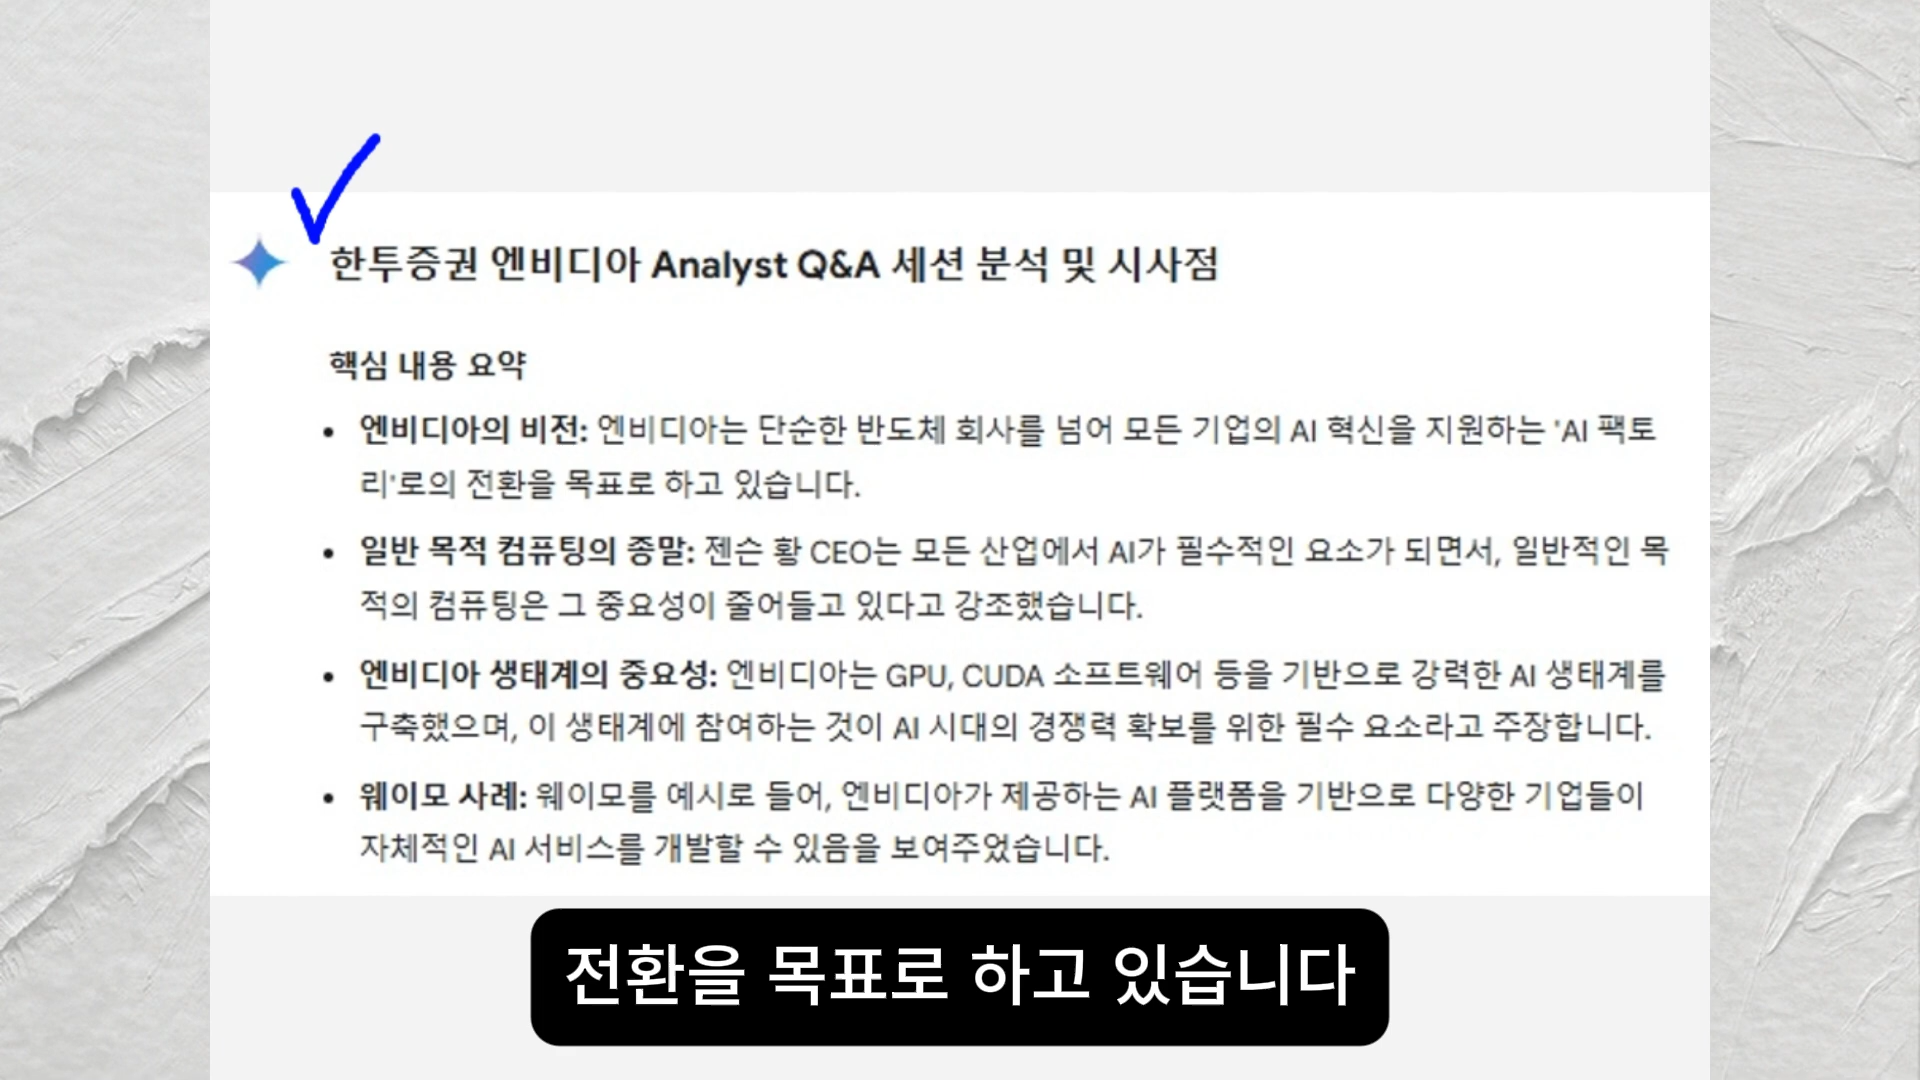 한투증권 엔비디아 Analyst Q&A 세션 분석 및 시사점
핵심 내용 요약
• 엔비디아의 비전: 엔비디아는 단순한 반도체 회사를 넘어 모든 기업의 AI 혁신을 지원하는 'AI 팩토
리'로의 전환을 목표로 하고 있습니다.
• 일반 목적 컴퓨팅의 종말: 젠슨 황 CEO는 모든 산업에서 AI가 필수적인 요소가 되면서, 일반적인 목
적의 컴퓨팅은 그 중요성이 줄어들고 있다고 강조했습니다.
• 엔비디아 생태계의 중요성: 엔비디아는 GPU, CUDA 소프트웨어 등을 기반으로 강력한 AI 생태계를
구축했으며, 이 생태계에 참여하는 것이 AI 시대의 경쟁력 확보를 위한 필수 요소라고 주장합니다.
• 웨이모 사례: 웨이모를 예시로 들어, 엔비디아가 제공하는 AI 플랫폼을 기반으로 다양한 기업들이
자체적인 AI 서비스를 개발할 수 있음을 보여주었습니다.
전환을 목표로 하고 있습니다